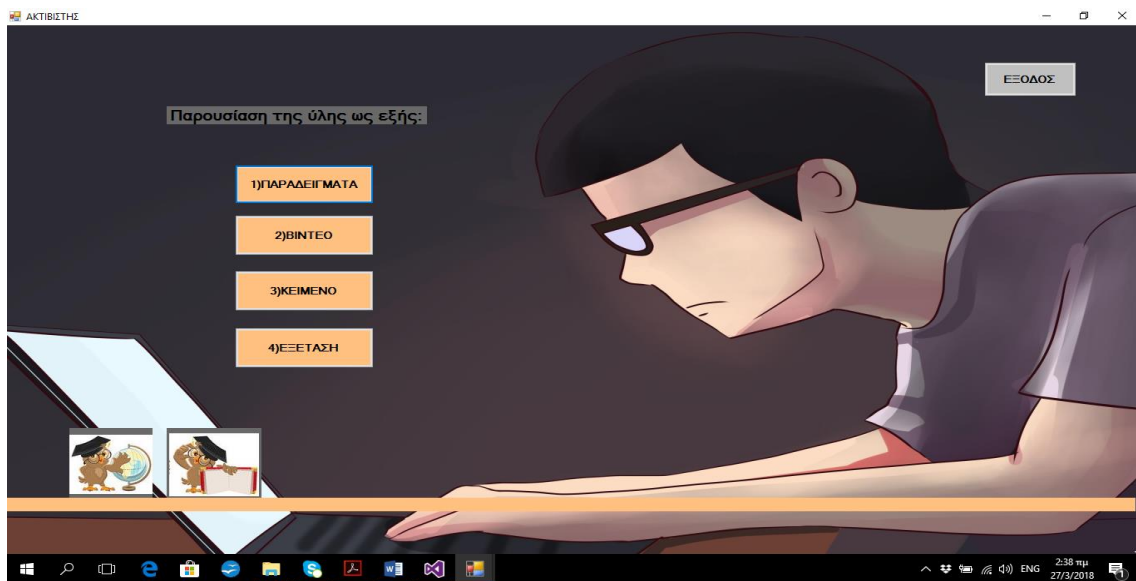 ΑΚΤΙΒΙΣΤΗΣ
ΕΞΟΔΟΣ
Παρουσίαση της ύλης ως εξής:
1)ΠΑΡΑΔΕΙΓΜΑΤΑ
2)ΒΙΝΤΕΟ
3)ΚΕΙΜΕΝΟ
4)ΕΞΕΤΑΣΗ
ENG
2:38 πμ
27/3/2018